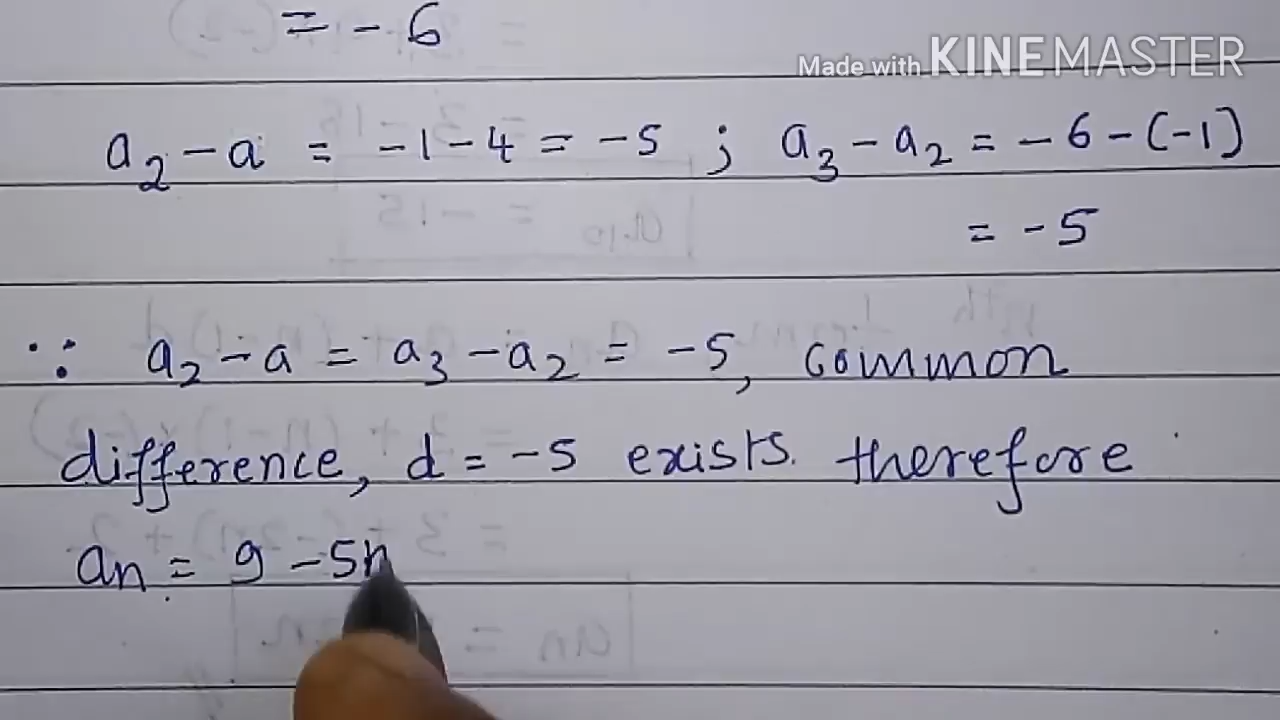 = - 6
Made with KINEMASTER
a₂ - a = -1 - 4 = -5 ; a₃ - a₂ = - 6 - (-1)
= - 5
∵ a₂ - a = a₃ - a₂ = - 5, common
difference, d = -5 exists. therefore
an = 9 - 5n